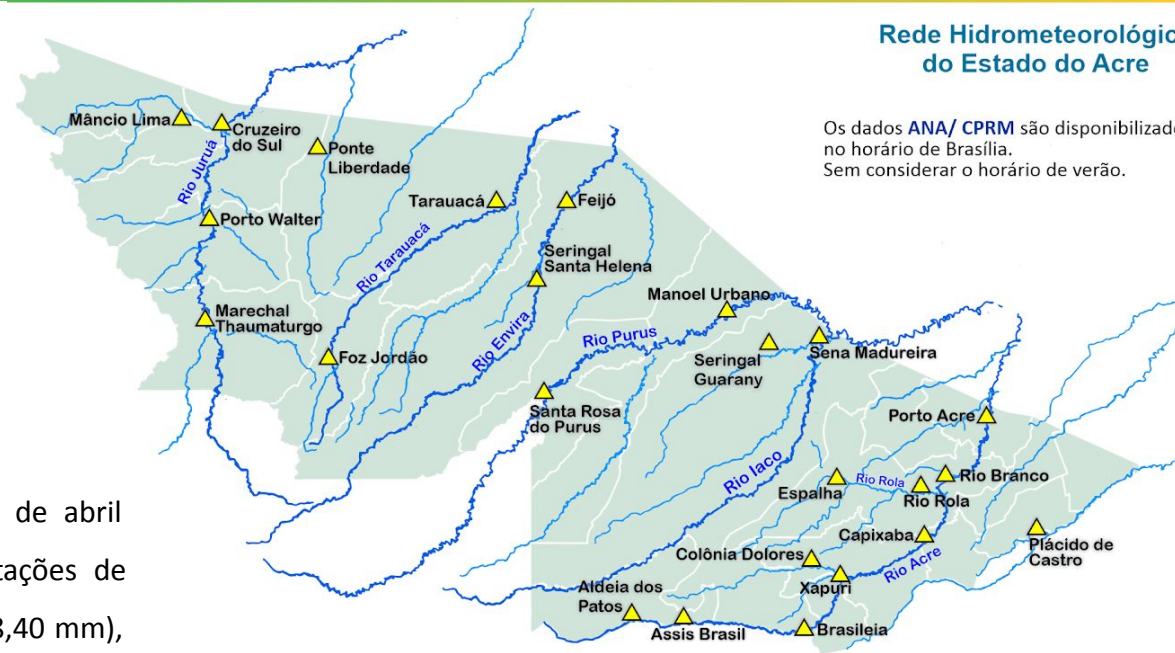 Rede Hidrometeorológic
do Estado do Acre
Os dados ANA/ CPRM são disponibilizado
no horário de Brasília.
Sem considerar o horário de verão.
Mâncio Lima
Cruzeiro
do Sul
Ponte
Liberdade
Rio Juruá
Tarauacá
Feijó
Porto Walter
Rio Tarauacá
Seringal
Santa Helena
Manoel Urbano
Marechal
Thaumaturgo
Rio Envira
Rio Purus
Foz Jordão
Seringal
Guarany
Sena Madureira
Santa Rosa
do Purus
Porto Acre
Rio Iaco
Espalha
Rio Rola
Rio Rola
Rio Branco
Capixaba
Plácido de
Castro
Colônia Dolores
Rio Acre
Xapuri
Aldeia dos
Patos
Assis Brasil
Brasileia
de abril
tações de
8,40 mm),